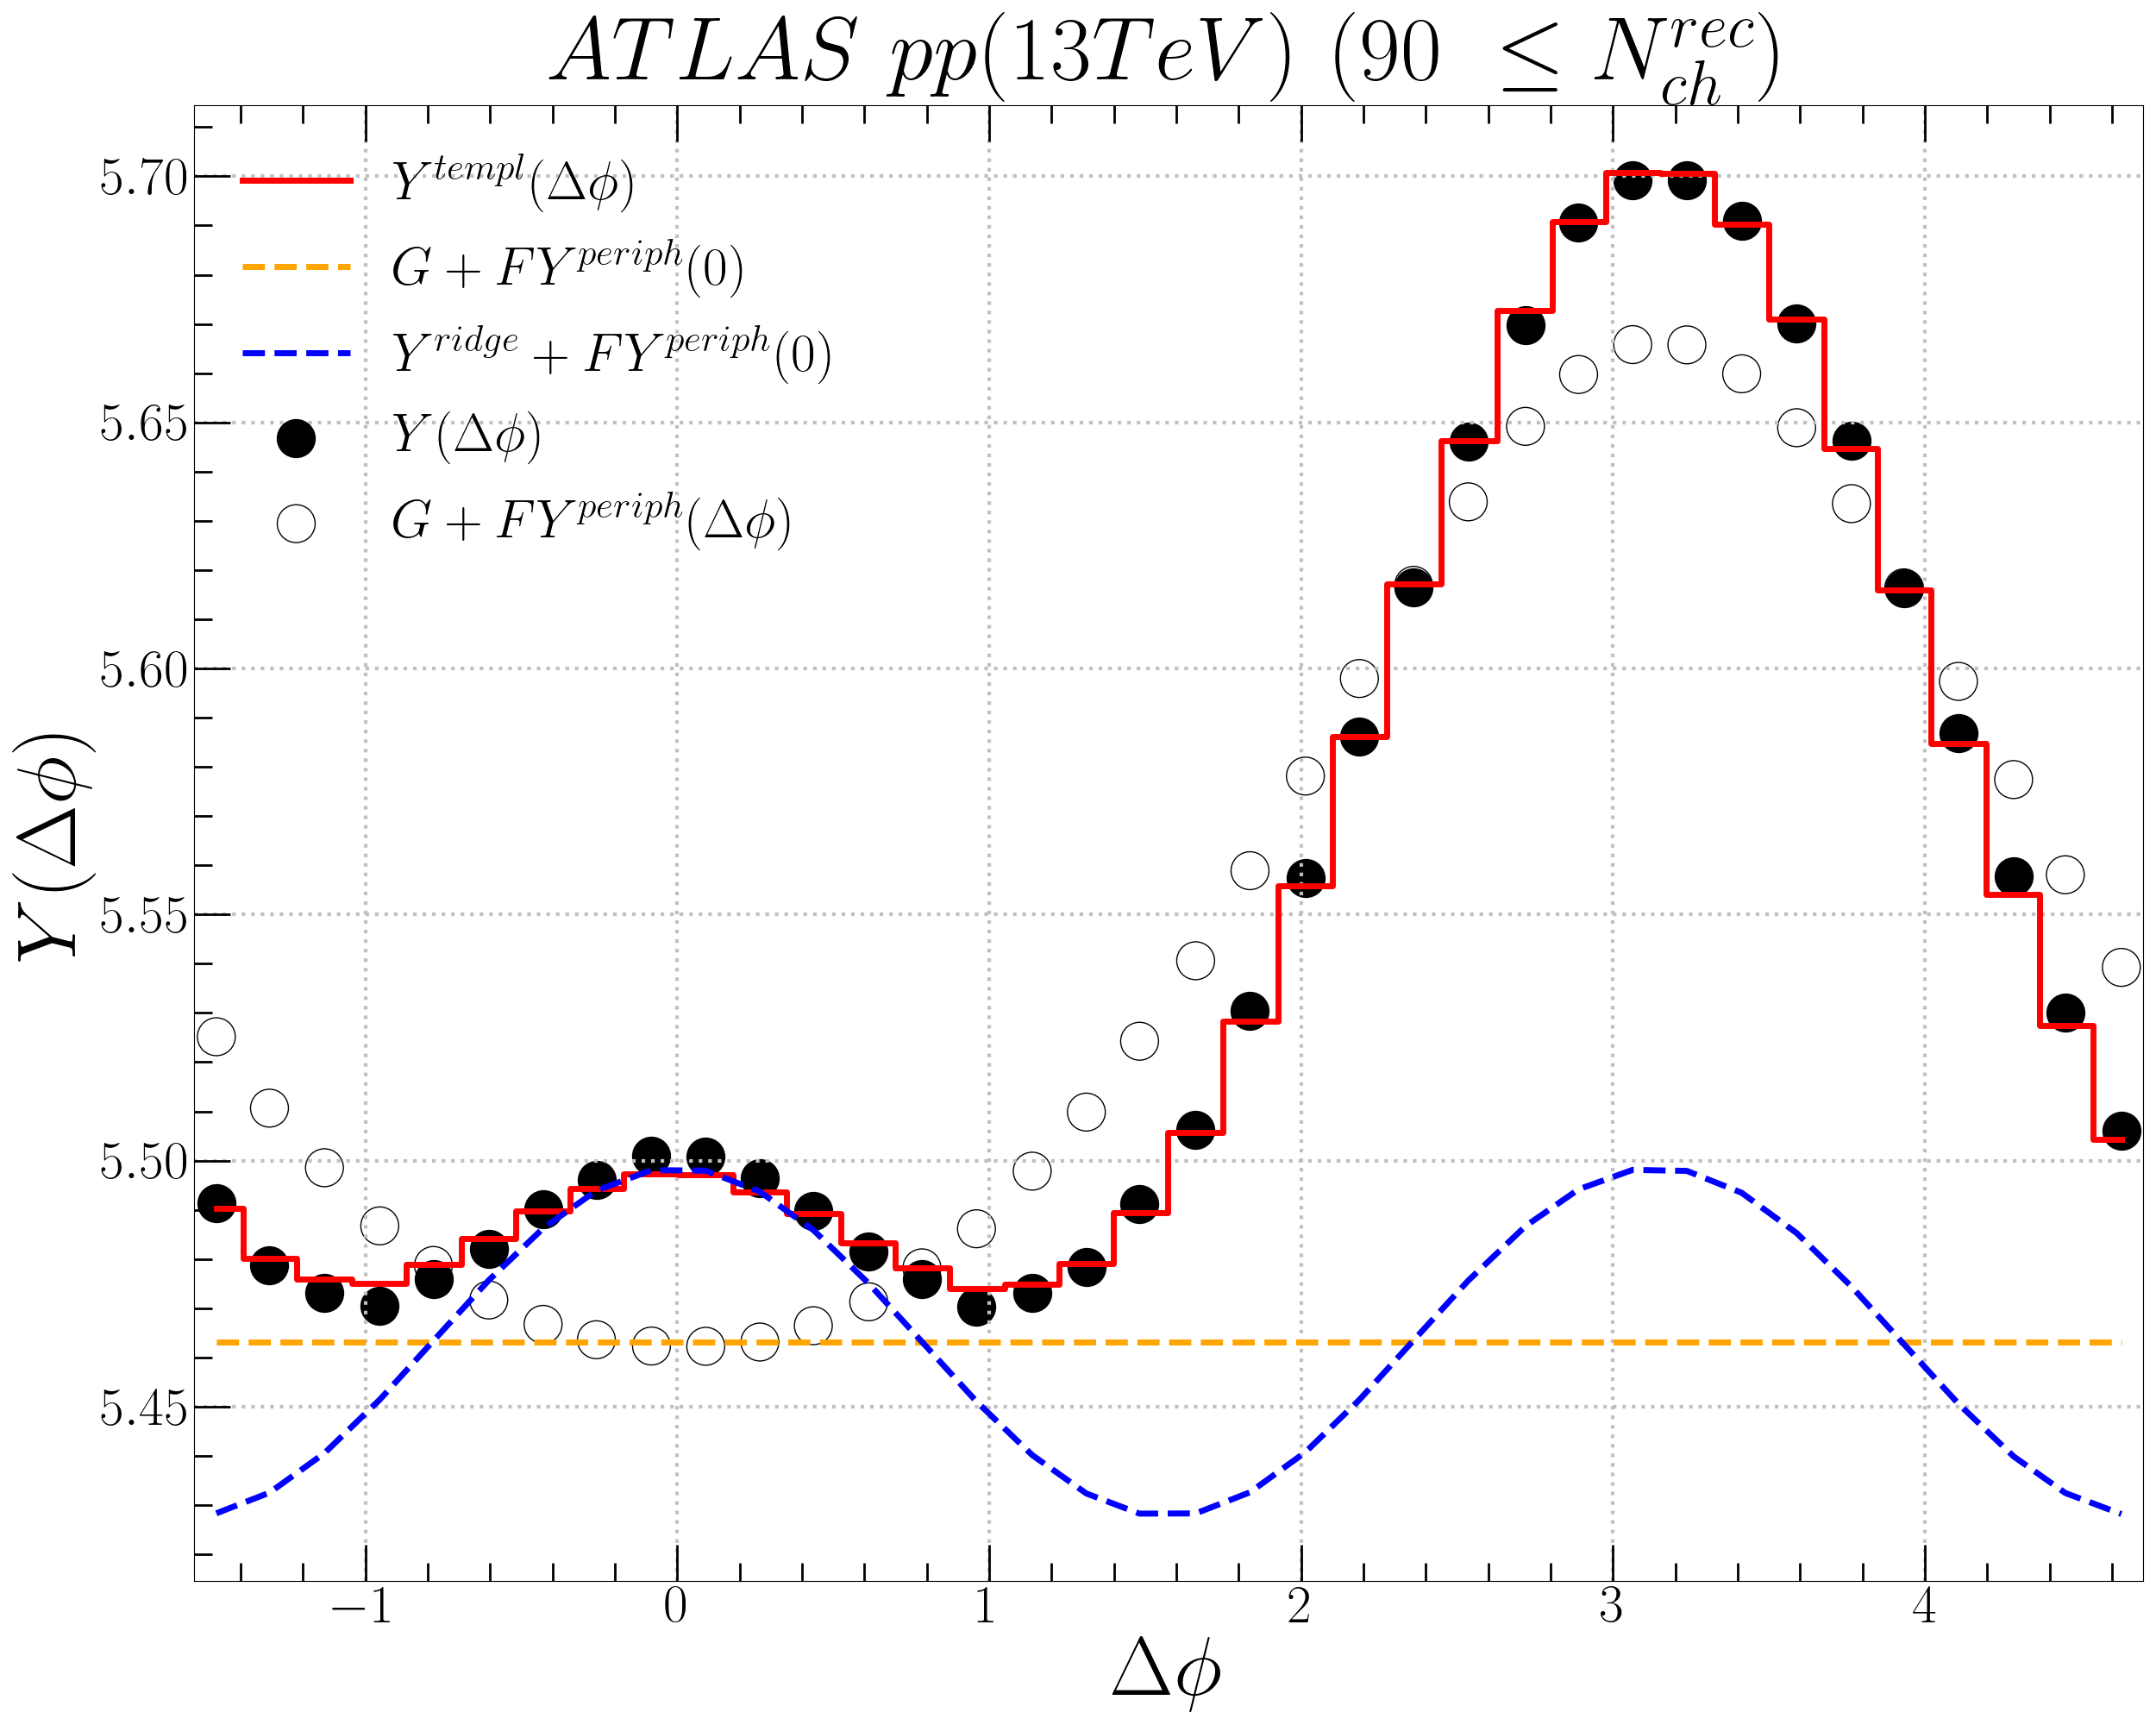 ATLAS pp(13TeV) (90 ≤ N_{ch}^{rec})
Y^{templ}(Δϕ)
G + FY^{periph}(0)
Y^{ridge} + FY^{periph}(0)
Y(Δϕ)
G + FY^{periph}(Δϕ)
Y(Δϕ)
5.70
5.65
5.60
5.55
5.50
5.45
−1 0 1 2 3 4
Δϕ